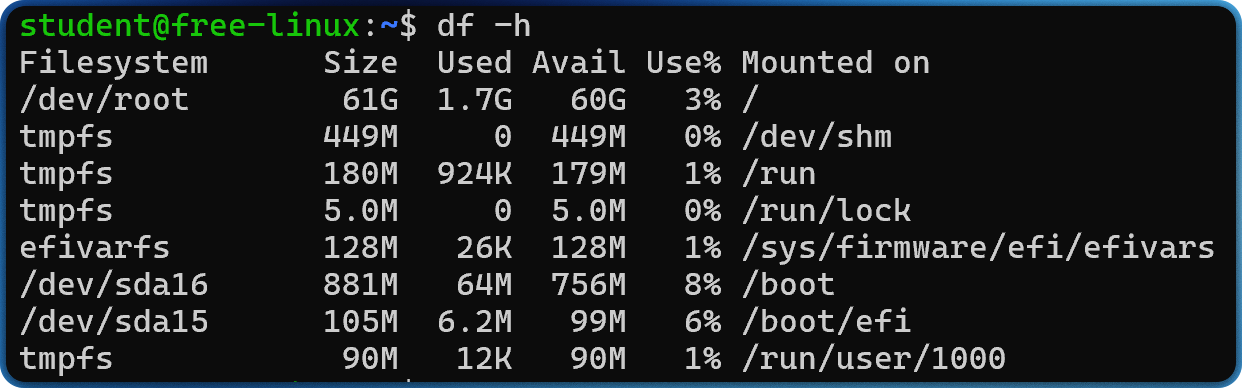 student@free-linux:~$ df -h
Filesystem      Size  Used Avail Use% Mounted on
/dev/root        61G  1.7G   60G   3% /
tmpfs           449M     0  449M   0% /dev/shm
tmpfs           180M  924K  179M   1% /run
tmpfs           5.0M     0  5.0M   0% /run/lock
efivarfs        128M   26K  128M   1% /sys/firmware/efi/efivars
/dev/sda16      881M   64M  756M   8% /boot
/dev/sda15      105M  6.2M   99M   6% /boot/efi
tmpfs            90M   12K   90M   1% /run/user/1000